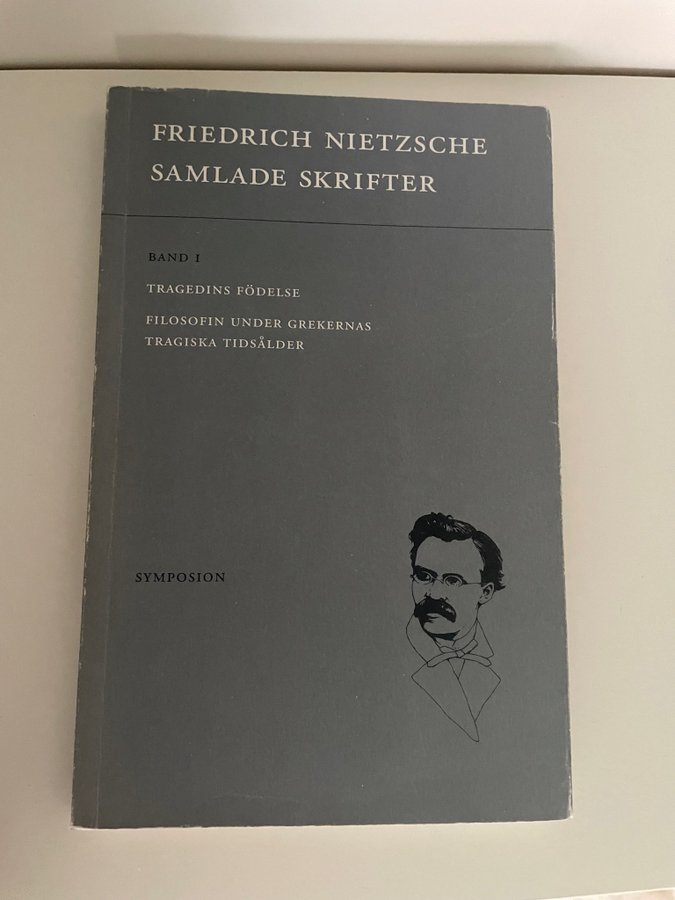 FRIEDRICH NIETZSCHE
SAMLADE SKRIFTER
BAND I
TRAGEDINS FÖDELSE
FILOSOFIN UNDER GREKERNAS
TRAGISKA TIDSÅLDER
SYMPOSION